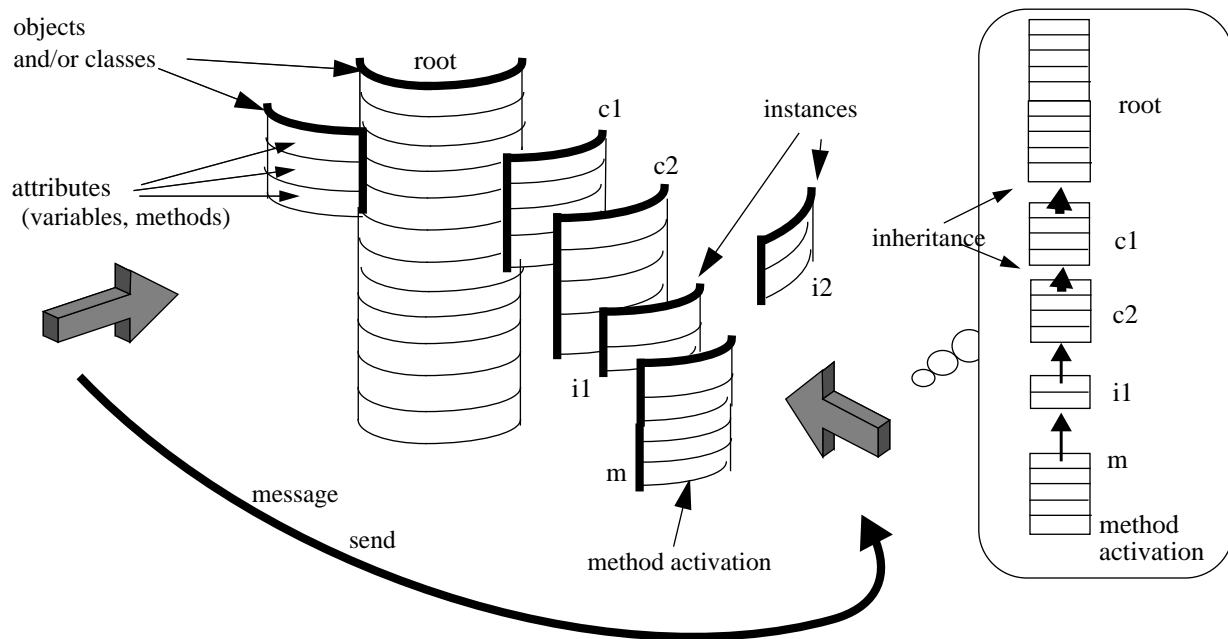 objects
and/or classes
root
c1
instances
c2
attributes
(variables, methods)
i2
i1
m
message
send
method activation
root
inheritance
c1
c2
i1
m
method
activation